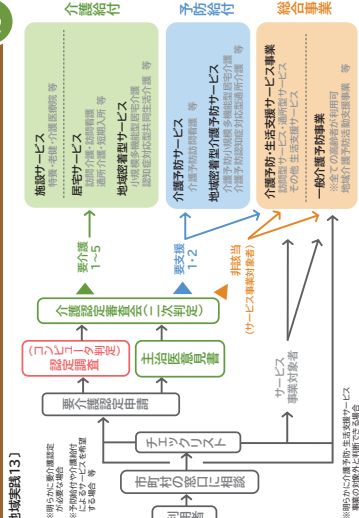 域実践13]
利用者
市町村の窓口に相談
チェックリスト
※明らかに要介護認定
が必要な場合
※予防給付や介護給付
によるサービスを希望
する場合 等
要介護認定申請
認定調査
(コンピュータ判定)
主治医意見書
介護認定審査会(二次判定)
要介護
1~5
要支援
1・2
非該当
(サービス事業対象者)
サービス
事業対象者
※明らかに介護予防・生活支援サービス
事業の対象外と判断できる場合
介護給付
施設サービス
特養・老健・介護医療院 等
居宅サービス
訪問介護・訪問看護
通所介護・短期入所 等
地域密着型サービス
小規模多機能型居宅介護
認知症対応型共同生活介護 等
予防給付
介護予防サービス
介護予防訪問看護 等
地域密着型介護予防サービス
介護予防小規模多機能型居宅介護
介護予防認知症対応型通所介護 等
総合事業
介護予防・生活支援サービス事業
訪問型サービス・通所型サービス
その他生活支援サービス
一般介護予防事業
※全ての高齢者が利用可
地域介護予防活動支援事業 等